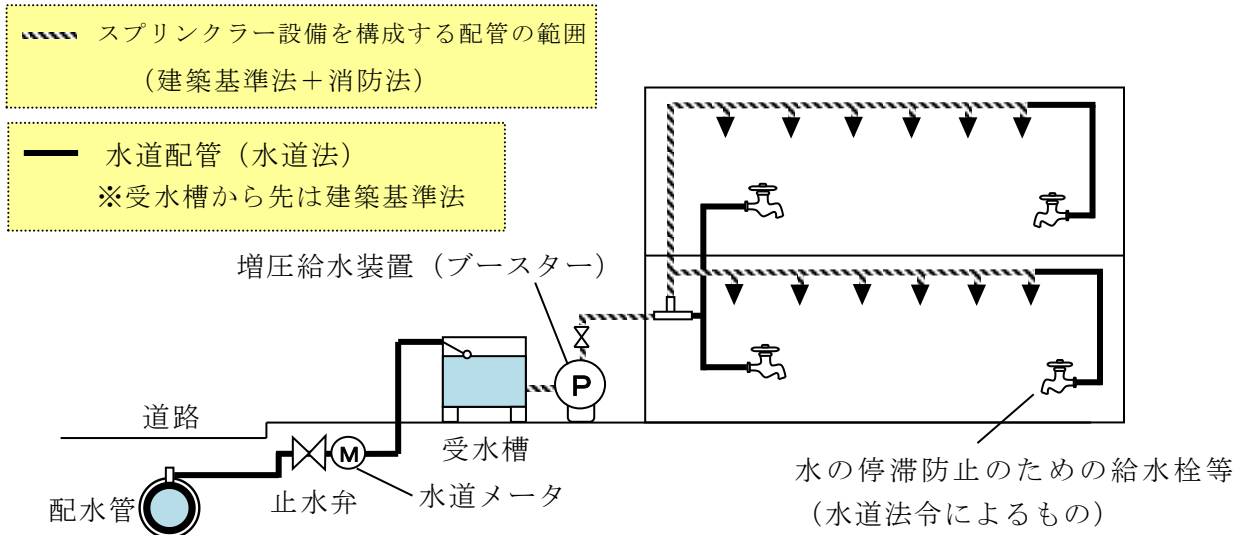 スプリンクラー設備を構成する配管の範囲
（建築基準法＋消防法）
水道配管（水道法）
※受水槽から先は建築基準法
増圧給水装置（ブースター）
P
道路
受水槽
M
水道メータ
止水弁
配水管
水の停滞防止のための給水栓等
（水道法令によるもの）